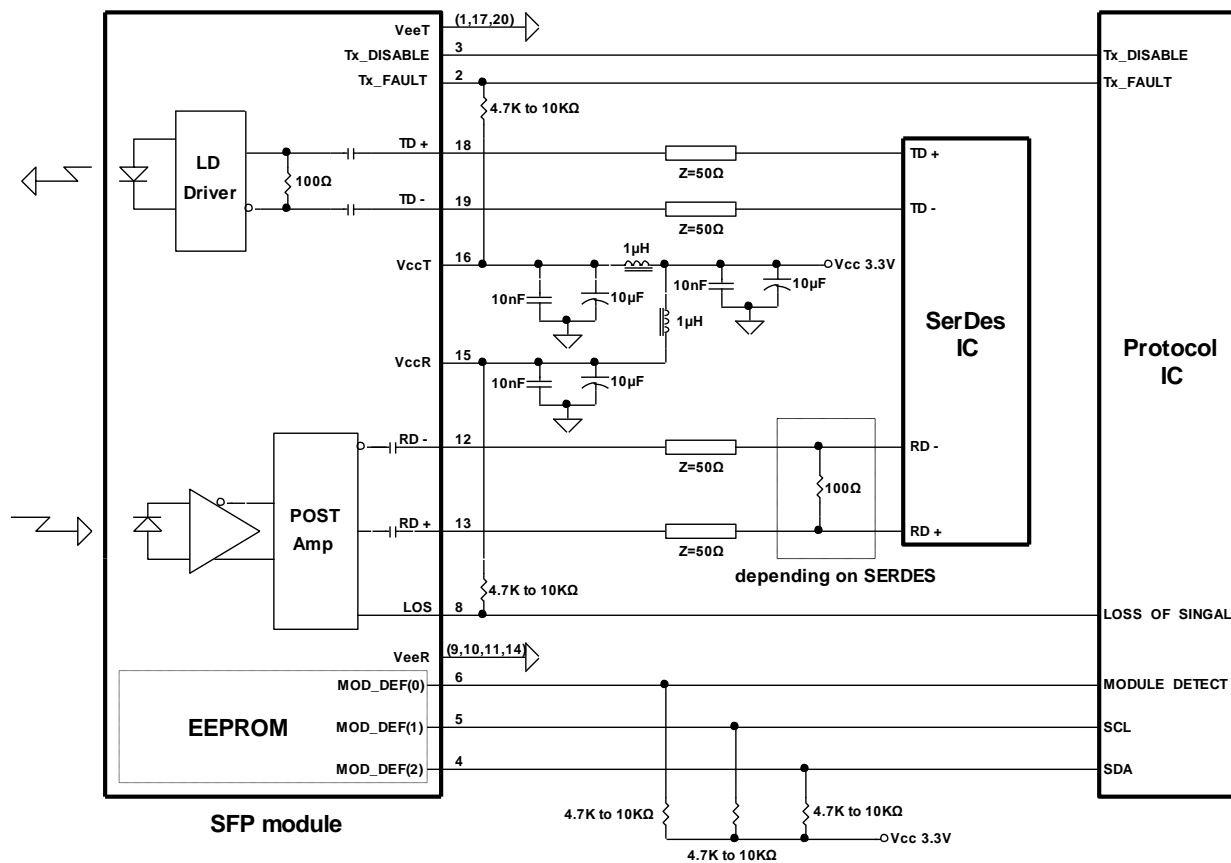 VeeT
(1,17,20)
Tx_DISABLE
3
Tx_DISABLE
Tx_FAULT
2
Tx_FAULT
4.7K to 10KΩ
LD
Driver
100Ω
TD +
18
Z=50Ω
TD +
TD -
19
Z=50Ω
TD -
1μH
VccT
16
Vcc 3.3V
10nF
10μF
10nF
10μF
1μH
SerDes
IC
Protocol
IC
VccR
15
10nF
10μF
RD -
12
Z=50Ω
RD -
100Ω
POST
Amp
RD +
13
Z=50Ω
RD +
depending on SERDES
4.7K to 10KΩ
LOS
8
LOSS OF SINGAL
VeeR
(9,10,11,14)
EEPROM
MOD_DEF(0)
6
MODULE DETECT
MOD_DEF(1)
5
SCL
MOD_DEF(2)
4
SDA
4.7K to 10KΩ
4.7K to 10KΩ
4.7K to 10KΩ
Vcc 3.3V
SFP module